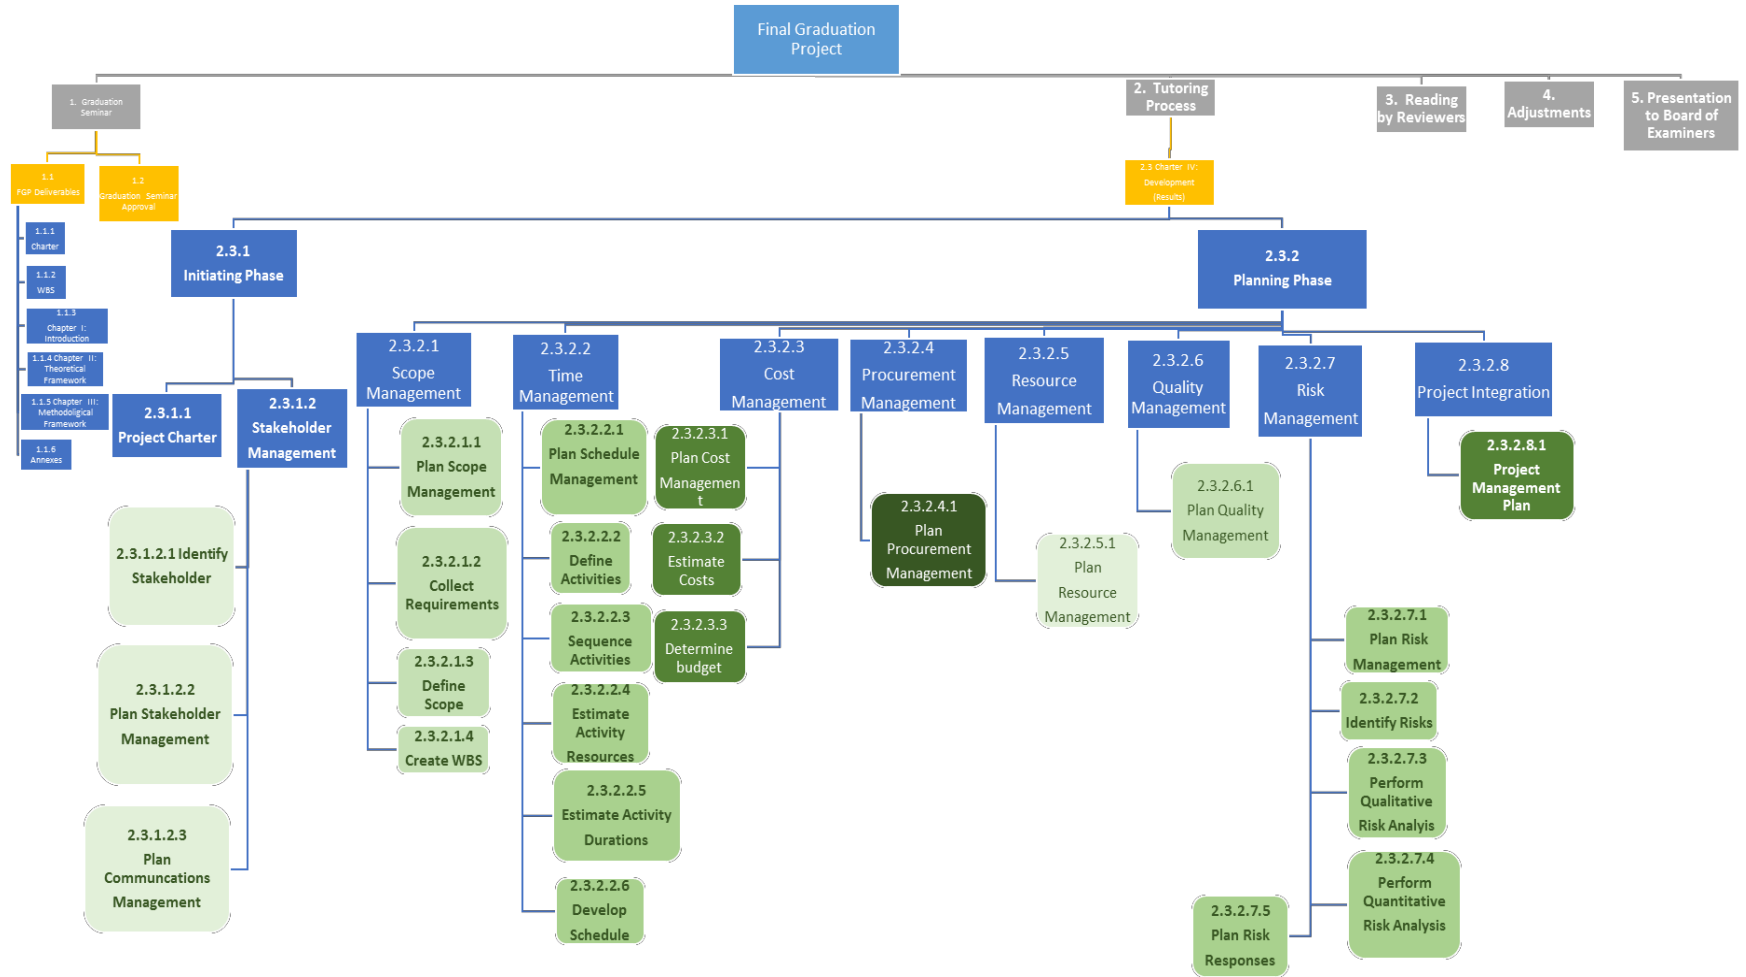 Final Graduation
Project
1. Graduation
Seminar
2. Tutoring
Process
3. Reading
by Reviewers
4.
Adjustments
5. Presentation
to Board of
Examiners
1.1
FGP Deliverables
1.2
Graduation Seminar
Approval
2.3 Charter IV:
Development
(Results)
1.1.1
Charter
1.1.2
WBS
1.1.3
Chapter I:
Introduction
1.1.4 Chapter II:
Theoretical
Framework
1.1.5 Chapter III:
Methodoligical
Framework
1.1.6
Annexes
2.3.1
Initiating Phase
2.3.2
Planning Phase
2.3.1.1
Project Charter
2.3.1.2
Stakeholder
Management
2.3.1.2.1 Identify
Stakeholder
2.3.1.2.2
Plan Stakeholder
Management
2.3.1.2.3
Plan
Communcations
Management
2.3.2.1
Scope
Management
2.3.2.1.1
Plan Scope
Management
2.3.2.1.2
Collect
Requirements
2.3.2.1.3
Define
Scope
2.3.2.1.4
Create WBS
2.3.2.2
Time
Management
2.3.2.2.1
Plan Schedule
Management
2.3.2.2.2
Define
Activities
2.3.2.2.3
Sequence
Activities
2.3.2.2.4
Estimate
Activity
Resources
2.3.2.2.5
Estimate Activity
Durations
2.3.2.2.6
Develop
Schedule
2.3.2.3
Cost
Management
2.3.2.3.1
Plan Cost
Managemen
t
2.3.2.3.2
Estimate
Costs
2.3.2.3.3
Determine
budget
2.3.2.4
Procurement
Management
2.3.2.4.1
Plan
Procurement
Management
2.3.2.5
Resource
Management
2.3.2.5.1
Plan
Resource
Management
2.3.2.6
Quality
Management
2.3.2.6.1
Plan Quality
Management
2.3.2.7
Risk
Management
2.3.2.7.1
Plan Risk
Management
2.3.2.7.2
Identify Risks
2.3.2.7.3
Perform
Qualitative
Risk Analyis
2.3.2.7.4
Perform
Quantitative
Risk Analysis
2.3.2.7.5
Plan Risk
Responses
2.3.2.8
Project Integration
2.3.2.8.1
Project
Management
Plan